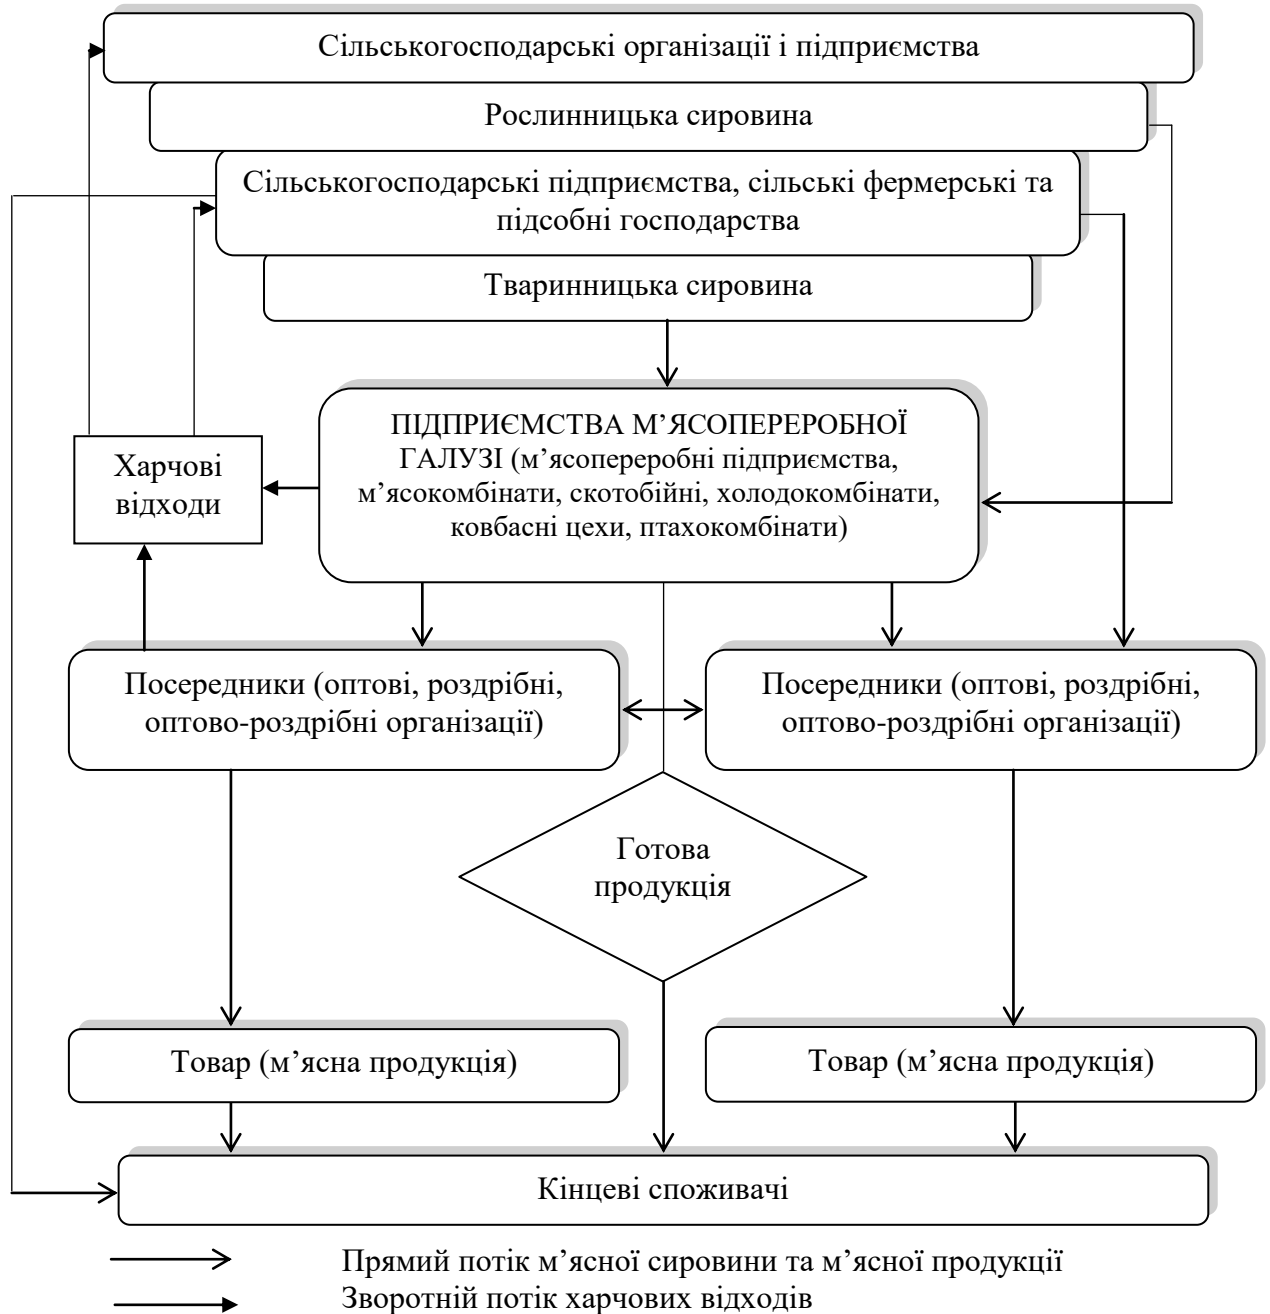 Сільськогосподарські організації і підприємства
Рослинницька сировина
Сільськогосподарські підприємства, сільські фермерські та
підсобні господарства
Тваринницька сировина
ПІДПРИЄМСТВА М’ЯСОПЕРЕРОБНОЇ
ГАЛУЗІ (м’ясопереробні підприємства,
м’ясокомбінати, скотобійні, холодокомбінати,
ковбасні цехи, птахокомбінати)
Харчові
відходи
Посередники (оптові, роздрібні,
оптово-роздрібні організації)
Посередники (оптові, роздрібні,
оптово-роздрібні організації)
Готова
продукція
Товар (м’ясна продукція)
Товар (м’ясна продукція)
Кінцеві споживачі
Прямий потік м’ясної сировини та м’ясної продукції
Зворотній потік харчових відходів